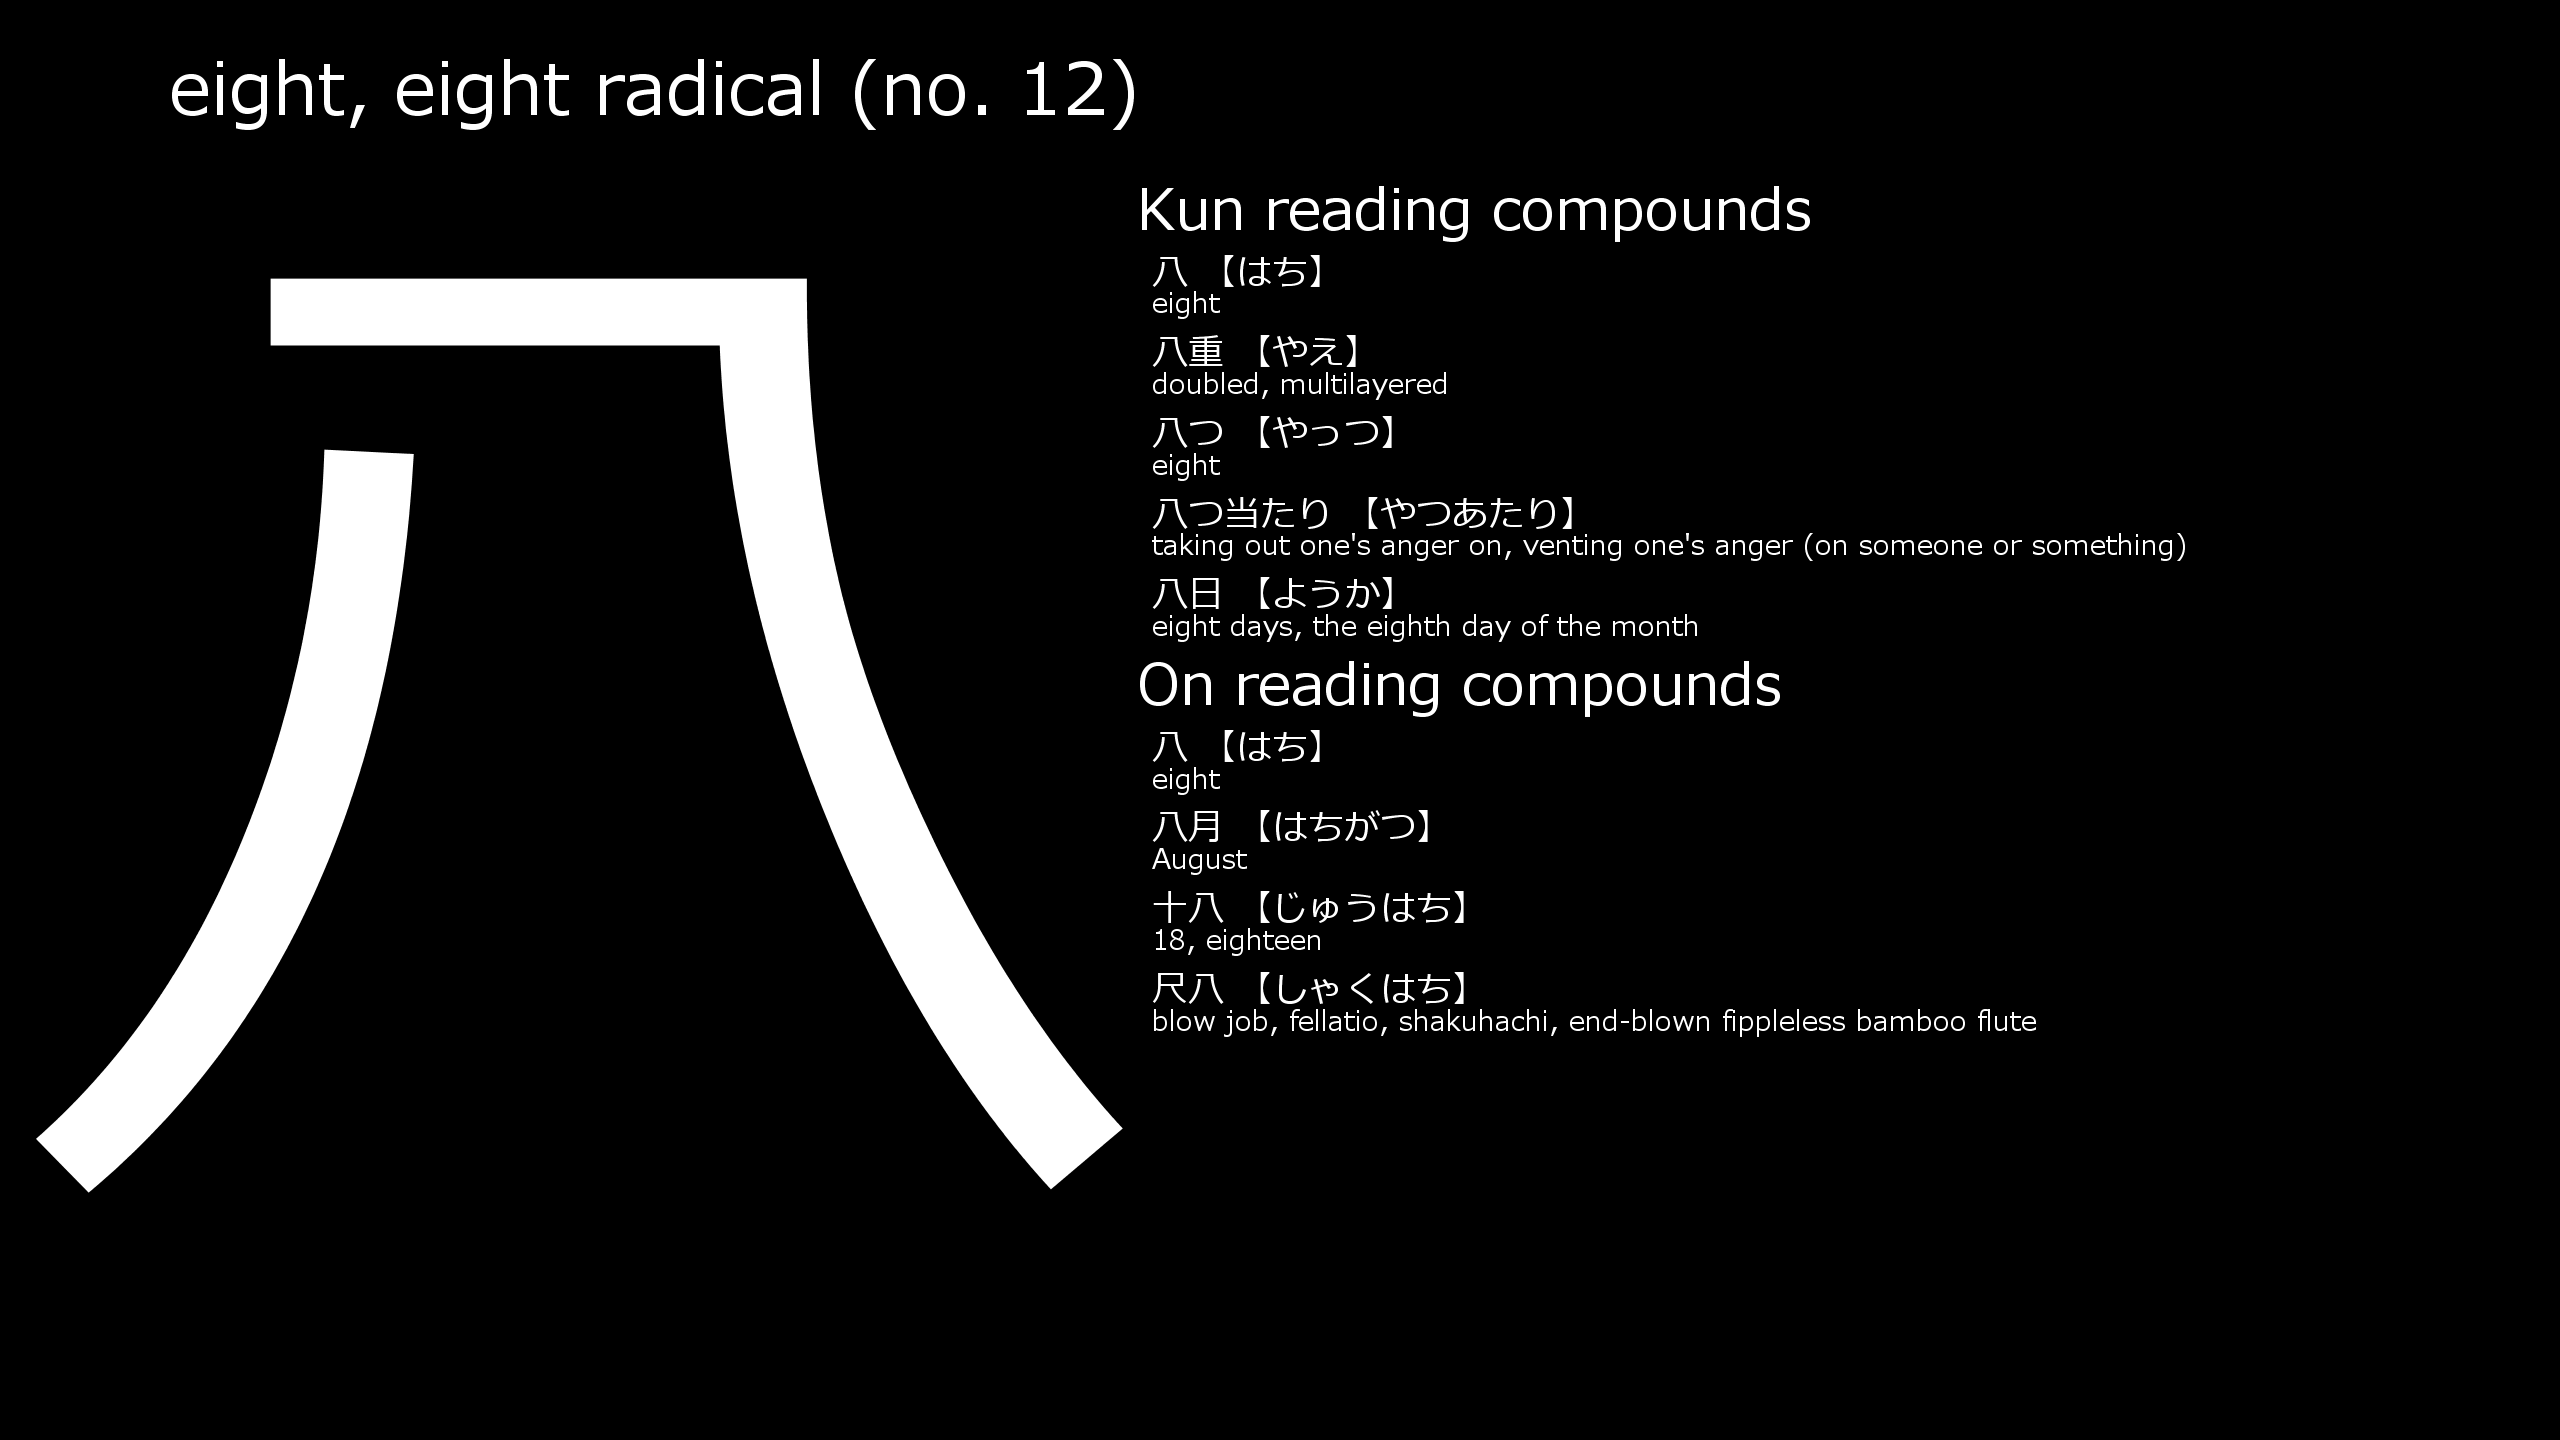 eight, eight radical (no. 12)
八
Kun reading compounds
八 【はち】
eight
八重 【やえ】
doubled, multilayered
八つ 【やっつ】
eight
八つ当たり 【やつあたり】
taking out one's anger on, venting one's anger (on someone or something)
八日 【ようか】
eight days, the eighth day of the month
On reading compounds
八 【はち】
eight
八月 【はちがつ】
August
十八 【じゅうはち】
18, eighteen
尺八 【しゃくはち】
blow job, fellatio, shakuhachi, end-blown fippleless bamboo flute